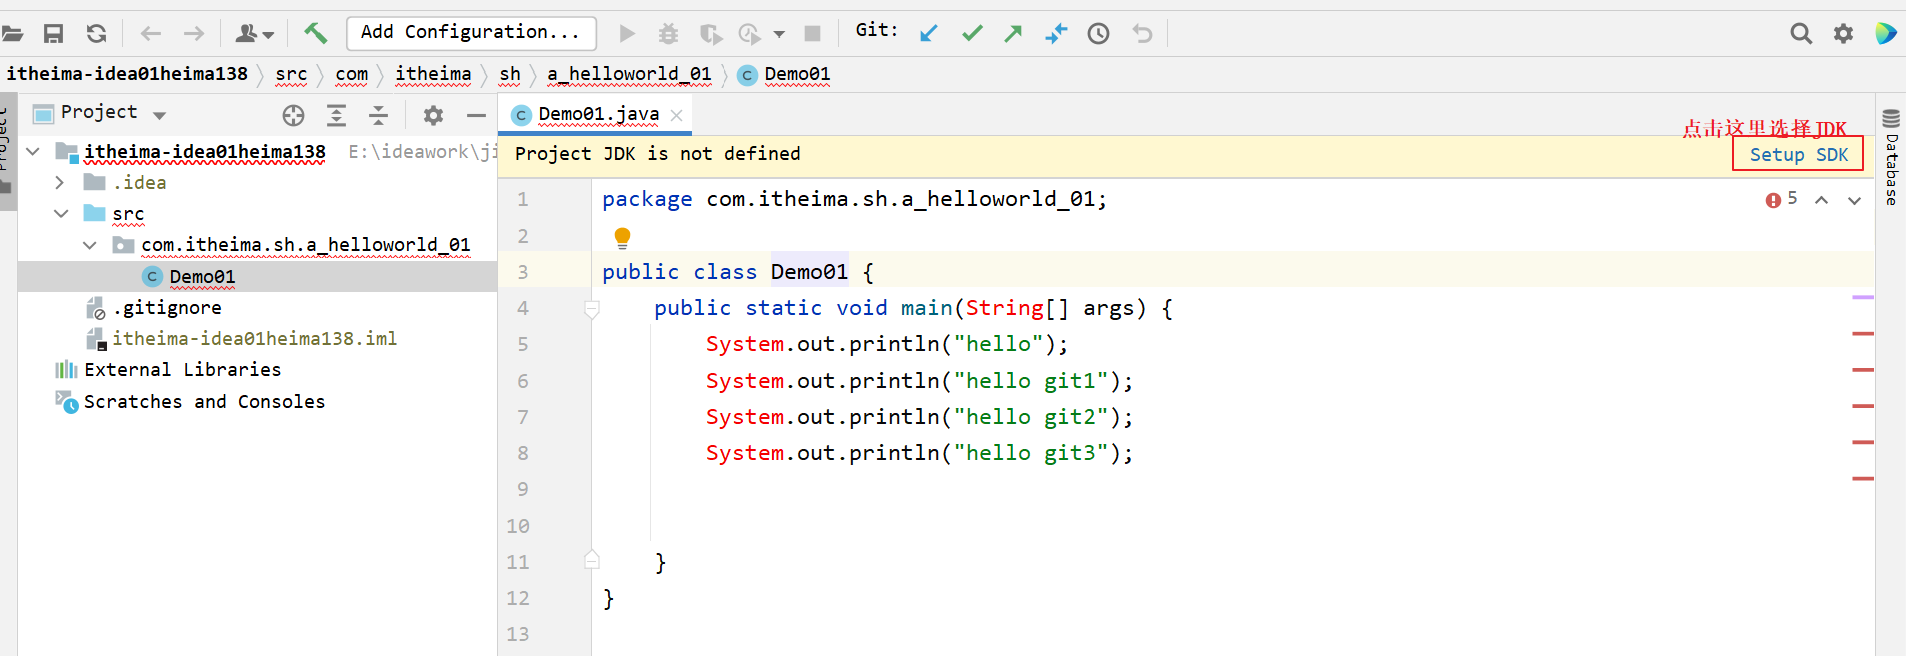 Add Configuration...
Git:
itheima-idea01heima138
src
com
itheima
sh
a_helloworld_01
C Demo01
Project
Project
C Demo01.java
itheima-idea01heima138 E:\ideawork\ji
.idea
src
com.itheima.sh.a_helloworld_01
C Demo01
.gitignore
itheima-idea01heima138.iml
External Libraries
Scratches and Consoles
点击这里选择JDK
Project JDK is not defined
Setup SDK
5
1 package com.itheima.sh.a_helloworld_01;
2
3 public class Demo01 {
4 public static void main(String[] args) {
5 System.out.println("hello");
6 System.out.println("hello git1");
7 System.out.println("hello git2");
8 System.out.println("hello git3");
9
10
11 }
12 }
13
Database